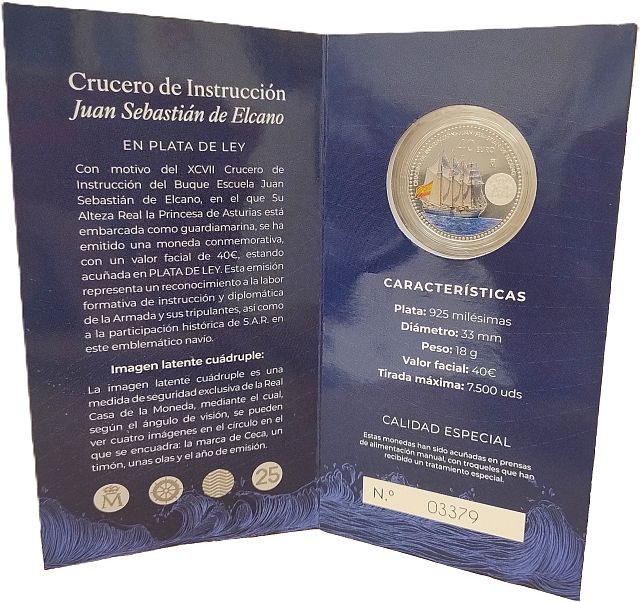 Crucero de Instrucción
Juan Sebastián de Elcano
EN PLATA DE LEY
Con motivo del XCVII Crucero de
Instrucción del Buque Escuela Juan
Sebastián de Elcano, en el que Su
Alteza Real la Princesa de Asturias está
embarcada como guardiamarina, se ha
emitido una moneda conmemorativa,
con un valor facial de 40€, estando
acuñada en PLATA DE LEY. Esta emisión
representa un reconocimiento a la labor
formativa de instrucción y diplomática
de la Armada y sus tripulantes, así como
a la participación histórica de S.A.R. en
este emblemático navío.
Imagen latente cuádruple:
La imagen latente cuádruple es una
medida de seguridad exclusiva de la Real
Casa de la Moneda, mediante el cual,
según el ángulo de visión, se pueden
ver cuatro imágenes en el círculo en el
que se encuadra: la marca de Ceca, un
timón, unas olas y el año de emisión.
M
25
40 EURO
CARACTERÍSTICAS
Plata: 925 milésimas
Diámetro: 33 mm
Peso: 18 g
Valor facial: 40€
Tirada máxima: 7.500 uds
CALIDAD ESPECIAL
Estas monedas han sido acuñadas en prensas
de alimentación manual, con troqueles que han
recibido un tratamiento especial.
N.º 03379